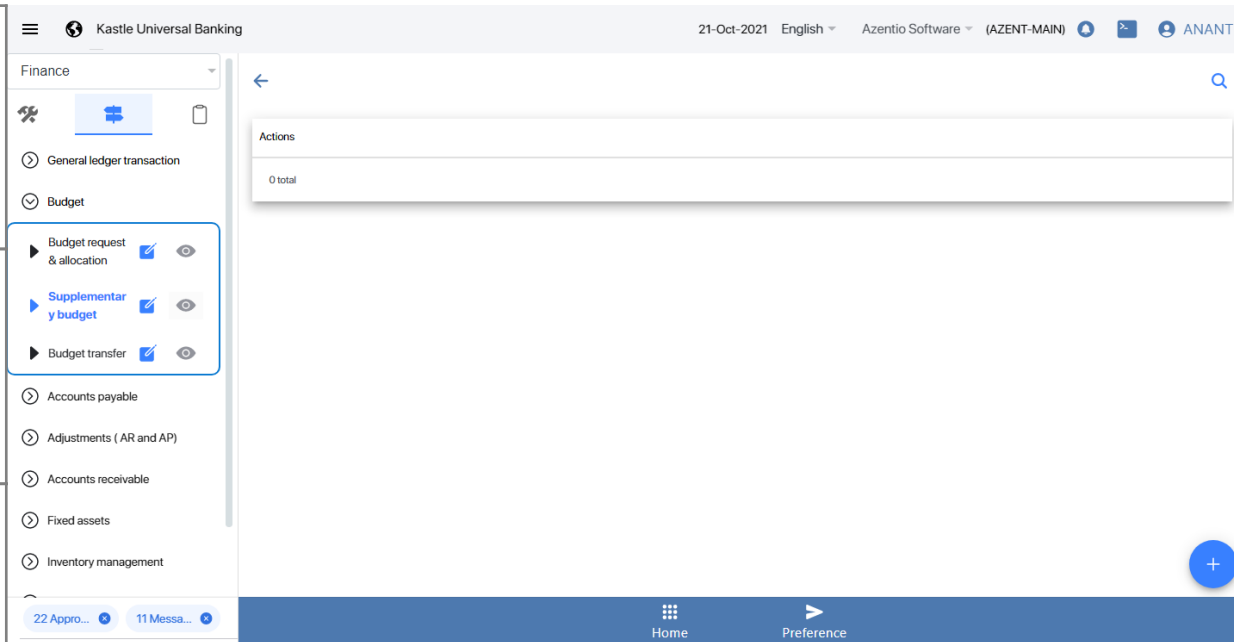 Kastle Universal Banking
21-Oct-2021 English Azentio Software (AZENT-MAIN) ANANT
Finance
Actions
0 total
General ledger transaction
Budget
Budget request
& allocation
Supplementar
y budget
Budget transfer
Accounts payable
Adjustments ( AR and AP)
Accounts receivable
Fixed assets
Inventory management
22 Appro... 11 Messa...
Home Preference